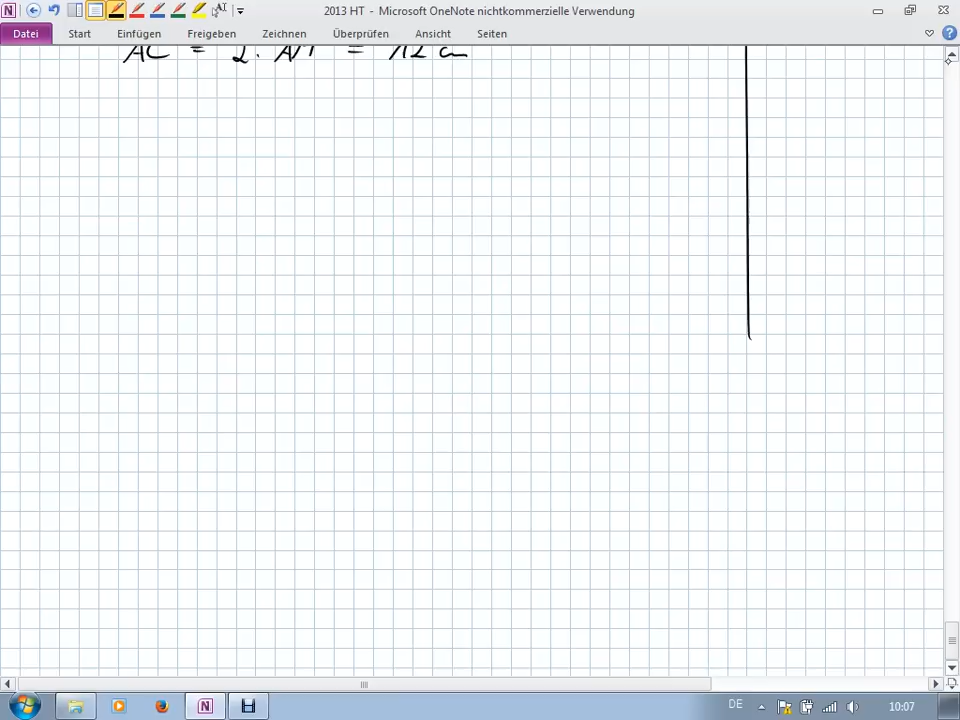 2013 HT - Microsoft OneNote nichtkommerzielle Verwendung
Datei Start Einfügen Freigeben Zeichnen Überprüfen Ansicht Seiten
AC = 2 · AM = 12 cm
DE 10:07